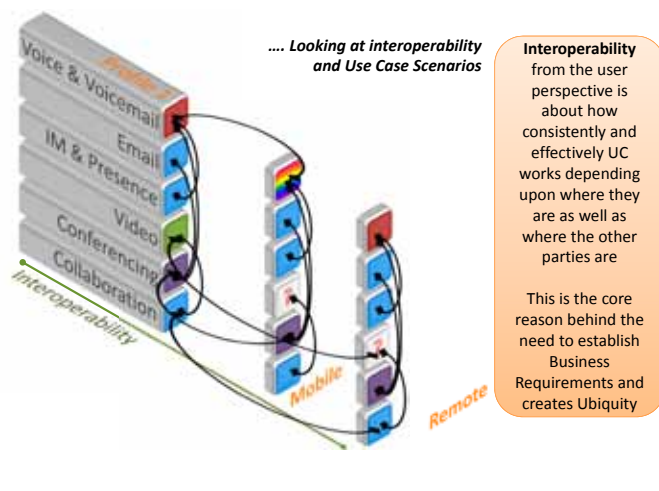 .... Looking at interoperability
and Use Case Scenarios
Profile 2
Voice & Voicemail
Email
IM & Presence
Video
Conferencing
Collaboration
Interoperability
Mobile
Remote
?
Interoperability
from the user
perspective is
about how
consistently and
effectively UC
works depending
upon where they
are as well as
where the other
parties are
This is the core
reason behind the
need to establish
Business
Requirements and
creates Ubiquity